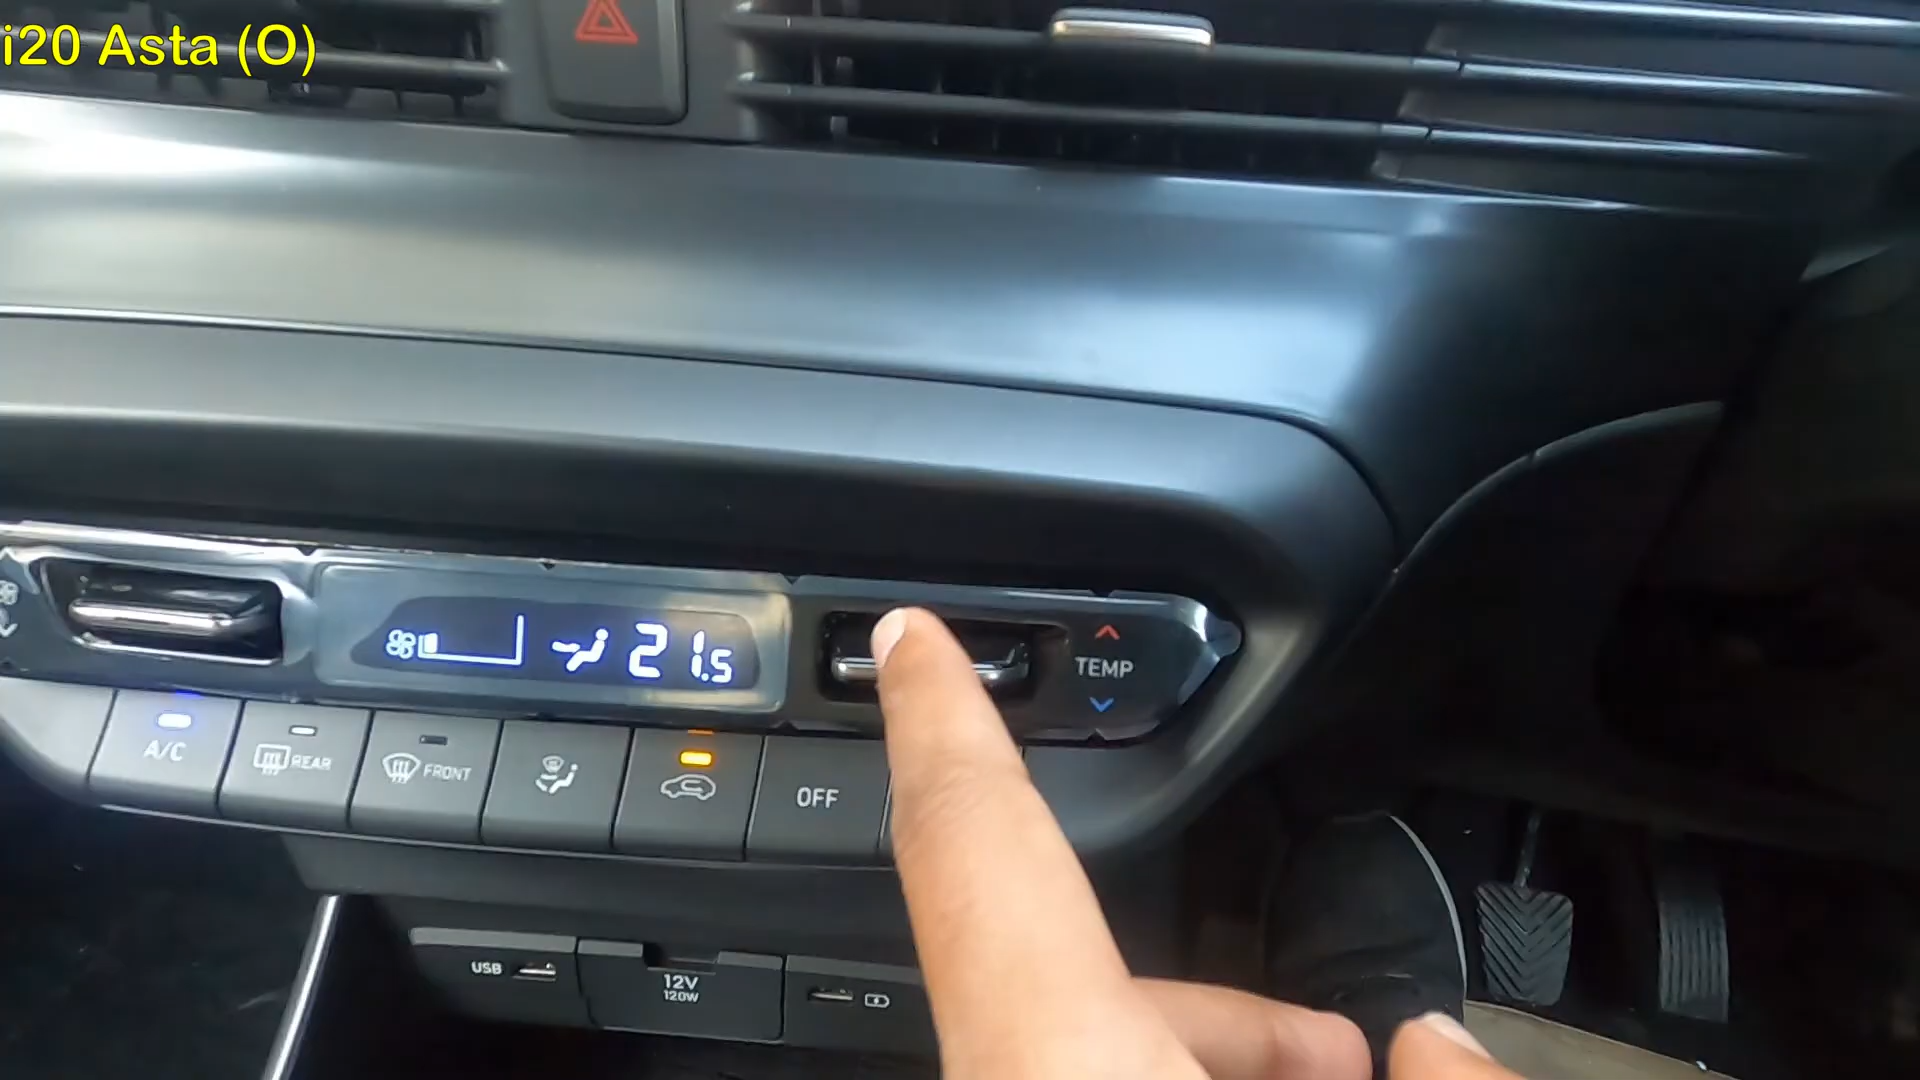 i20 Asta (O)
21.5
TEMP
A/C
REAR
FRONT
OFF
USB
12V
120W